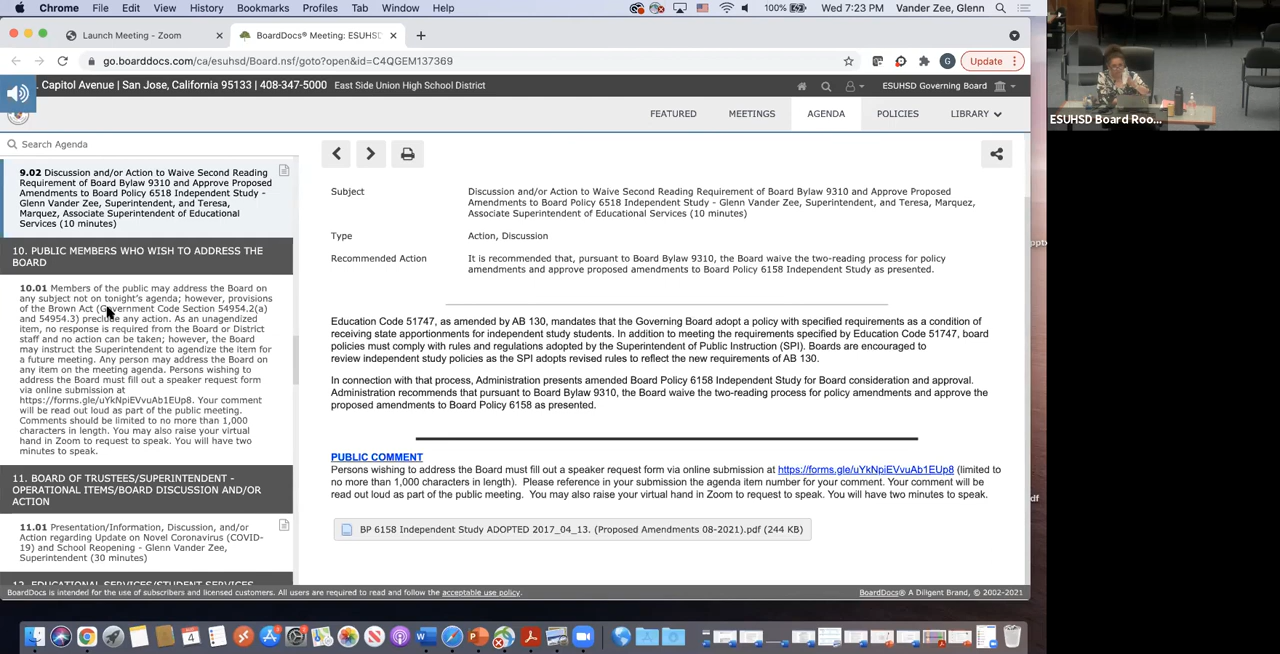 Chrome File Edit View History Bookmarks Profiles Tab Window Help 100% Wed 7:23 PM Vander Zee, Glenn
Launch Meeting - Zoom
BoardDocs® Meeting: ESUHSD
go.boarddocs.com/ca/esuhsd/Board.nsf/goto?open&id=C4QGEM137369
G
Update
Capitol Avenue | San Jose, California 95133 | 408-347-5000 East Side Union High School District
ESUHSD Governing Board
FEATURED MEETINGS AGENDA POLICIES LIBRARY
Search Agenda
9.02 Discussion and/or Action to Waive Second Reading
Requirement of Board Bylaw 9310 and Approve Proposed
Amendments to Board Policy 6518 Independent Study -
Glenn Vander Zee, Superintendent, and Teresa,
Marquez, Associate Superintendent of Educational
Services (10 minutes)
10. PUBLIC MEMBERS WHO WISH TO ADDRESS THE
BOARD
10.01 Members of the public may address the Board on
any subject not on tonight's agenda; however, provisions
of the Brown Act (Government Code Section 54954.2(a)
and 54954.3) preclude any action. As an unagendized
item, no response is required from the Board or District
staff and no action can be taken; however, the Board
may instruct the Superintendent to agendize the item for
a future meeting. Any person may address the Board on
any item on the meeting agenda. Persons wishing to
address the Board must fill out a speaker request form
via online submission at
https://forms.gle/uYkNpiEVvuAb1EUp8. Your comment
will be read out loud as part of the public meeting.
Comments should be limited to no more than 1,000
characters in length. You may also raise your virtual
hand in Zoom to request to speak. You will have two
minutes to speak.
11. BOARD OF TRUSTEES/SUPERINTENDENT -
OPERATIONAL ITEMS/BOARD DISCUSSION AND/OR
ACTION
11.01 Presentation/Information, Discussion, and/or
Action regarding Update on Novel Coronavirus (COVID-
19) and School Reopening - Glenn Vander Zee,
Superintendent (30 minutes)
12. EDUCATIONAL SERVICES/STUDENT SERVICES
Subject
Discussion and/or Action to Waive Second Reading Requirement of Board Bylaw 9310 and Approve Proposed
Amendments to Board Policy 6518 Independent Study - Glenn Vander Zee, Superintendent, and Teresa, Marquez,
Associate Superintendent of Educational Services (10 minutes)
Type
Action, Discussion
Recommended Action
It is recommended that, pursuant to Board Bylaw 9310, the Board waive the two-reading process for policy
amendments and approve proposed amendments to Board Policy 6158 Independent Study as presented.
Education Code 51747, as amended by AB 130, mandates that the Governing Board adopt a policy with specified requirements as a condition of
receiving state apportionments for independent study students. In addition to meeting the requirements specified by Education Code 51747, board
policies must comply with rules and regulations adopted by the Superintendent of Public Instruction (SPI). Boards are encouraged to
review independent study policies as the SPI adopts revised rules to reflect the new requirements of AB 130.
In connection with that process, Administration presents amended Board Policy 6158 Independent Study for Board consideration and approval.
Administration recommends that pursuant to Board Bylaw 9310, the Board waive the two-reading process for policy amendments and approve the
proposed amendments to Board Policy 6158 as presented.
PUBLIC COMMENT
Persons wishing to address the Board must fill out a speaker request form via online submission at https://forms.gle/uYkNpiEVvuAb1EUp8 (limited to
no more than 1,000 characters in length). Please reference in your submission the agenda item number for your comment. Your comment will be
read out loud as part of the public meeting. You may also raise your virtual hand in Zoom to request to speak. You will have two minutes to speak.
BP 6158 Independent Study ADOPTED 2017_04_13. (Proposed Amendments 08-2021).pdf (244 KB)
BoardDocs is intended for the use of subscribers and licensed customers. All users are required to read and follow the acceptable use policy.
BoardDocs® A Diligent Brand, © 2002-2021
ESUHSD Board Roo...